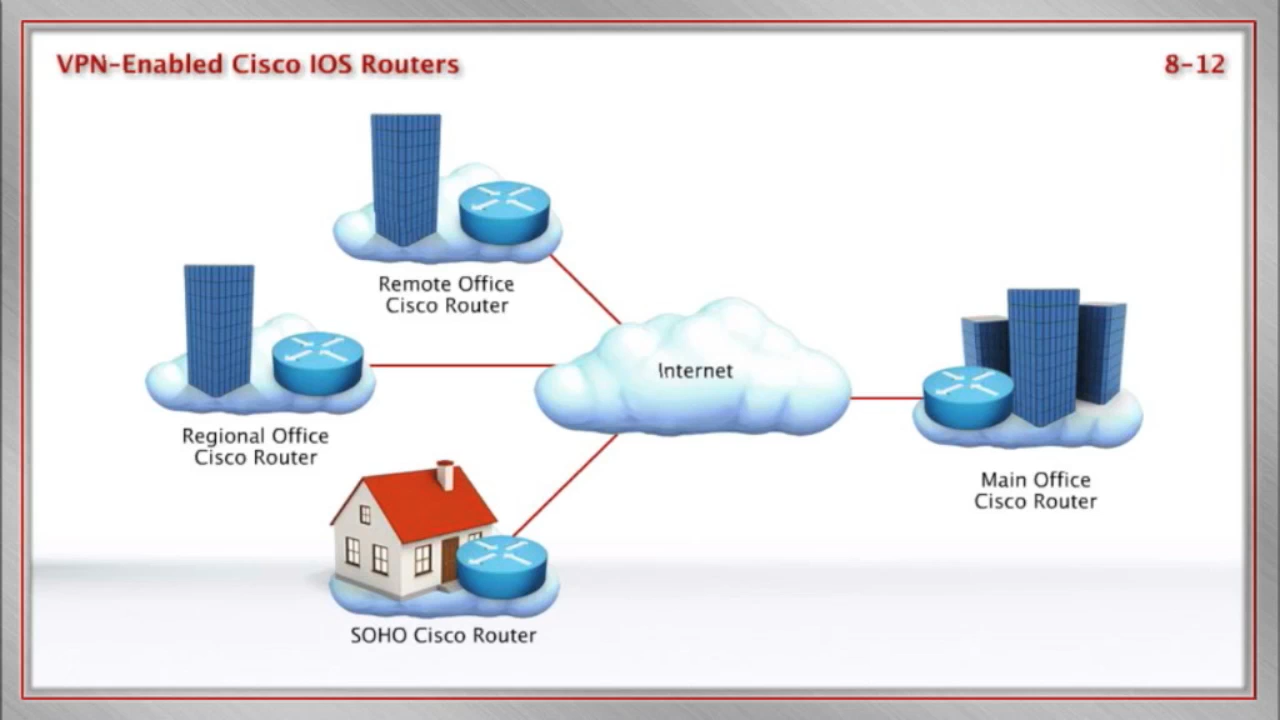 VPN-Enabled Cisco IOS Routers
8-12
Remote Office
Cisco Router
Internet
Regional Office
Cisco Router
Main Office
Cisco Router
SOHO Cisco Router